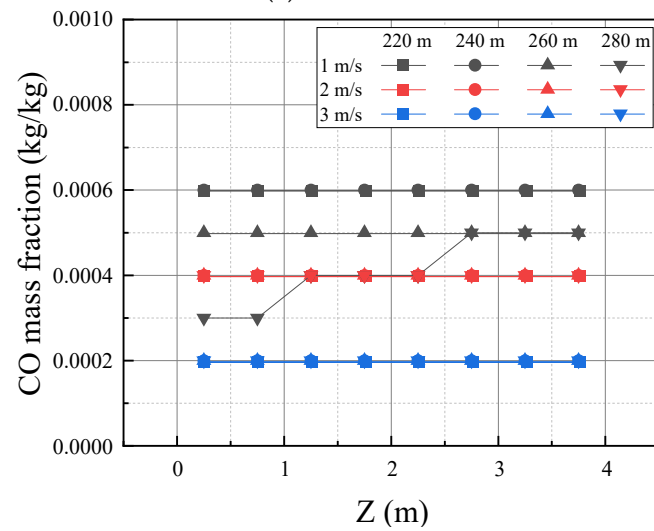 0.0010
220 m 240 m 260 m 280 m
1 m/s
2 m/s
3 m/s
0.0008
0.0006
0.0004
0.0002
0.0000
CO mass fraction (kg/kg)
0 1 2 3 4
Z (m)